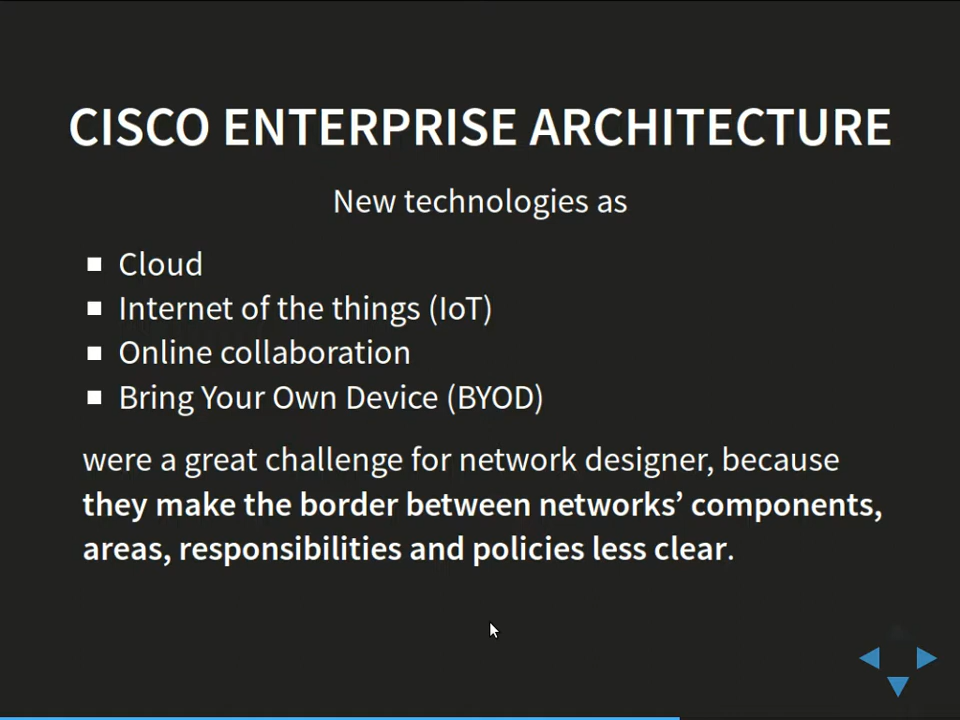 CISCO ENTERPRISE ARCHITECTURE
New technologies as
Cloud
Internet of the things (IoT)
Online collaboration
Bring Your Own Device (BYOD)
were a great challenge for network designer, because
they make the border between networks’ components,
areas, responsibilities and policies less clear.